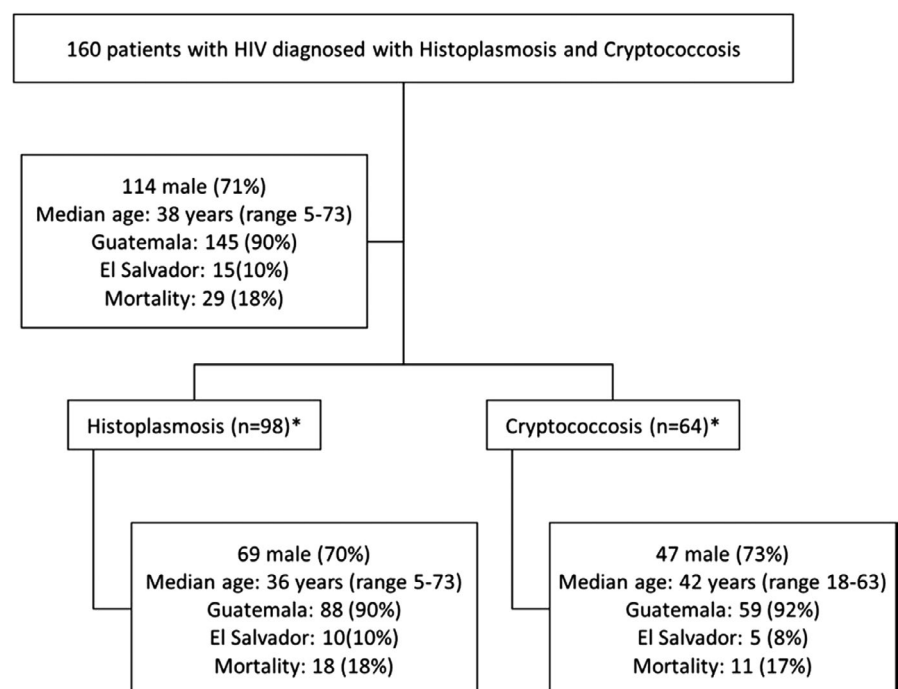 160 patients with HIV diagnosed with Histoplasmosis and Cryptococcosis
114 male (71%)
Median age: 38 years (range 5-73)
Guatemala: 145 (90%)
El Salvador: 15(10%)
Mortality: 29 (18%)
Histoplasmosis (n=98)*
Cryptococcosis (n=64)*
69 male (70%)
Median age: 36 years (range 5-73)
Guatemala: 88 (90%)
El Salvador: 10(10%)
Mortality: 18 (18%)
47 male (73%)
Median age: 42 years (range 18-63)
Guatemala: 59 (92%)
El Salvador: 5 (8%)
Mortality: 11 (17%)